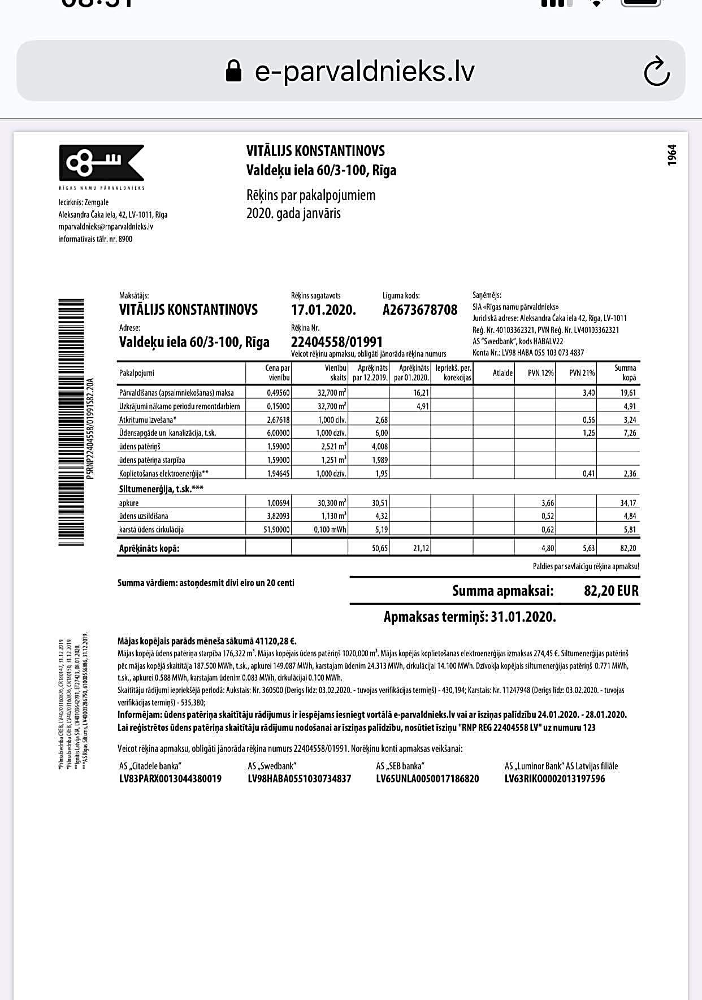 08:51
e-parvaldnieks.lv
1964
RĪGAS NAMU PĀRVALDNIEKS
Iecirknis: Zemgale
Aleksandra Čaka iela, 42, LV-1011, Rīga
rnparvaldnieks@rnparvaldnieks.lv
informatīvais tālr. nr. 8900
VITĀLIJS KONSTANTINOVS
Valdeķu iela 60/3-100, Rīga
Rēķins par pakalpojumiem
2020. gada janvāris
Maksātājs:
VITĀLIJS KONSTANTINOVS
Adrese:
Valdeķu iela 60/3-100, Rīga
Rēķins sagatavots
17.01.2020.
Līguma kods:
A2673678708
Rēķina Nr.
22404558/01991
Veicot rēķinu apmaksu, obligāti jānorāda rēķina numurs
Saņēmējs:
SIA «Rīgas namu pārvaldnieks»
Juridiskā adrese: Aleksandra Čaka iela 42, Rīga, LV-1011
Reģ. Nr. 40103362321, PVN Reģ. Nr. LV40103362321
AS "Swedbank", kods HABALV22
Konta Nr.: LV98 HABA 055 103 073 4837
P5RNP22404558/01991S82.20A
Pakalpojumi Cena par vienību Vienību skaits Aprēķināts par 12.2019. Aprēķināts par 01.2020. Iepriekš. per. korekcijas Atlaide PVN 12% PVN 21% Summa kopā
Pārvaldīšanas (apsaimniekošanas) maksa 0,49560 32,700 m² 16,21 3,40 19,61
Uzkrājumi nākamo periodu remontdarbiem 0,15000 32,700 m² 4,91 4,91
Atkritumu izvešana* 2,67618 1,000 cilv. 2,68 0,56 3,24
Ūdensapgāde un kanalizācija, t.sk. 6,00000 1,000 dzīv. 6,00 1,26 7,26
ūdens patēriņš 1,59000 2,521 m³ 4,008
ūdens patēriņa starpība 1,59000 1,251 m³ 1,989
Koplietošanas elektroenerģija** 1,94645 1,000 dzīv. 1,95 0,41 2,36
Siltumenerģija, t.sk.***
apkure 1,00694 30,300 m² 30,51 3,66 34,17
ūdens uzsildīšana 3,82093 1,130 m³ 4,32 0,52 4,84
karstā ūdens cirkulācija 51,90000 0,100 mWh 5,19 0,62 5,81
Aprēķināts kopā: 50,65 21,12 4,80 5,63 82,20
Paldies par savlaicīgu rēķina apmaksu!
Summa vārdiem: astoņdesmit divi eiro un 20 centi
Summa apmaksai: 82,20 EUR
Apmaksas termiņš: 31.01.2020.
Mājas kopējais parāds mēneša sākumā 41120,28 €.
Mājas kopējā ūdens patēriņa starpība 176,322 m³. Mājas kopējais ūdens patēriņš 1020,000 m³. Mājas kopējās koplietošanas elektroenerģijas izmaksas 274,45 €. Siltumenerģijas patēriņš
pēc mājas kopējā skaitītāja 187.500 MWh, t.sk., apkurei 149.087 MWh, karstajam ūdenim 24.313 MWh, cirkulācijai 14.100 MWh. Dzīvokļa kopējais siltumenerģijas patēriņš 0.771 MWh,
t.sk., apkurei 0.588 MWh, karstajam ūdenim 0.083 MWh, cirkulācijai 0.100 MWh.
Skaitītāju rādījumi iepriekšējā periodā: Aukstais: Nr. 360500 (Derīgs līdz: 03.02.2020. - tuvojas verifikācijas termiņš) - 430,194; Karstais: Nr. 11247948 (Derīgs līdz: 03.02.2020. - tuvojas
verifikācijas termiņš) - 535,380;
Informējam: ūdens patēriņa skaitītāju rādījumus ir iespējams iesniegt vortālā e-parvaldnieks.lv vai ar īsziņas palīdzību 24.01.2020. - 28.01.2020.
Lai reģistrētos ūdens patēriņa skaitītāju rādījumu nodošanai ar īsziņas palīdzību, nosūtiet īsziņu "RNP REG 22404558 LV" uz numuru 123
*Pilnsabiedrība CREB, LV40203160876, CR180147, 31.12.2019.
*Pilnsabiedrība CREB, LV40203160876, CR180150, 31.12.2019.
**Ignitis Latvija SIA, LV40103642991, ET27423, 08.01.2020.
***AS Rīgas Siltums, LV40003286750, 61000556886, 31.12.2019.
Veicot rēķina apmaksu, obligāti jānorāda rēķina numurs 22404558/01991. Norēķinu konti apmaksas veikšanai:
AS „Citadele banka” AS „Swedbank” AS „SEB banka” AS „Luminor Bank” AS Latvijas filiāle
LV83PARX0013044380019 LV98HABA0551030734837 LV65UNLA0050017186820 LV63RIKO0002013197596